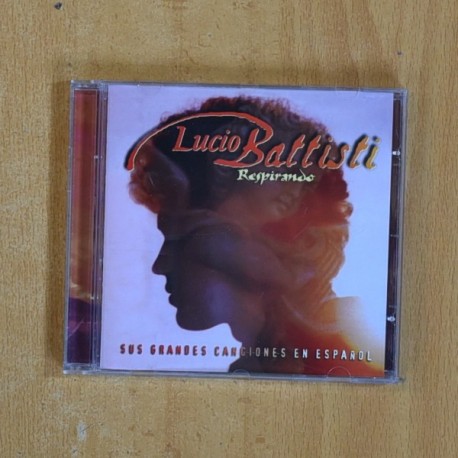 Lucio Battisti
Respirando
SUS GRANDES CANCIONES EN ESPAÑOL